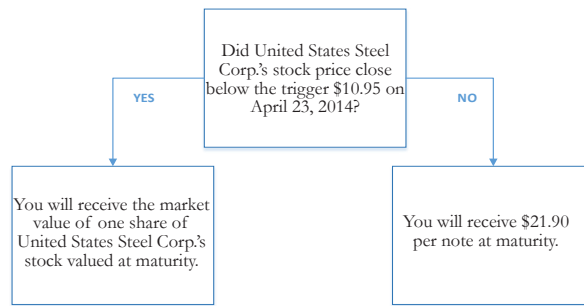 Did United States Steel
Corp.'s stock price close
below the trigger $10.95 on
April 23, 2014?
YES
NO
You will receive the market
value of one share of
United States Steel Corp.'s
stock valued at maturity.
You will receive $21.90
per note at maturity.